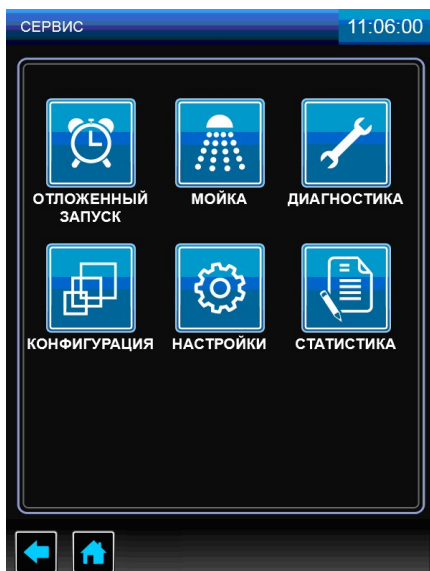 СЕРВИС 11:06:00
ОТЛОЖЕННЫЙ
ЗАПУСК
МОЙКА
ДИАГНОСТИКА
КОНФИГУРАЦИЯ
НАСТРОЙКИ
СТАТИСТИКА